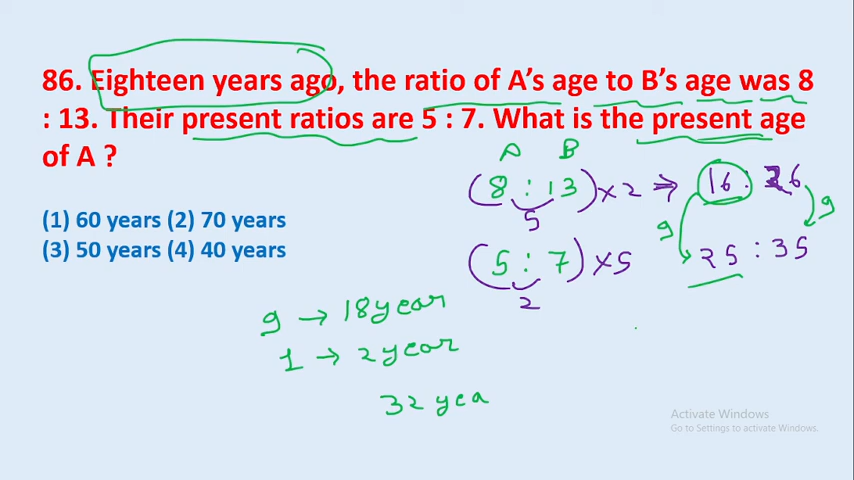 86. Eighteen years ago, the ratio of A's age to B's age was 8
: 13. Their present ratios are 5 : 7. What is the present age
of A ?
A B
(8 : 13) × 2 ⇒ 16 : 26
5
9 9
(1) 60 years (2) 70 years
(3) 50 years (4) 40 years
(5 : 7) × 5 25 : 35
2
9 → 18 year
1 → 2 year
32 yea
Activate Windows
Go to Settings to activate Windows.